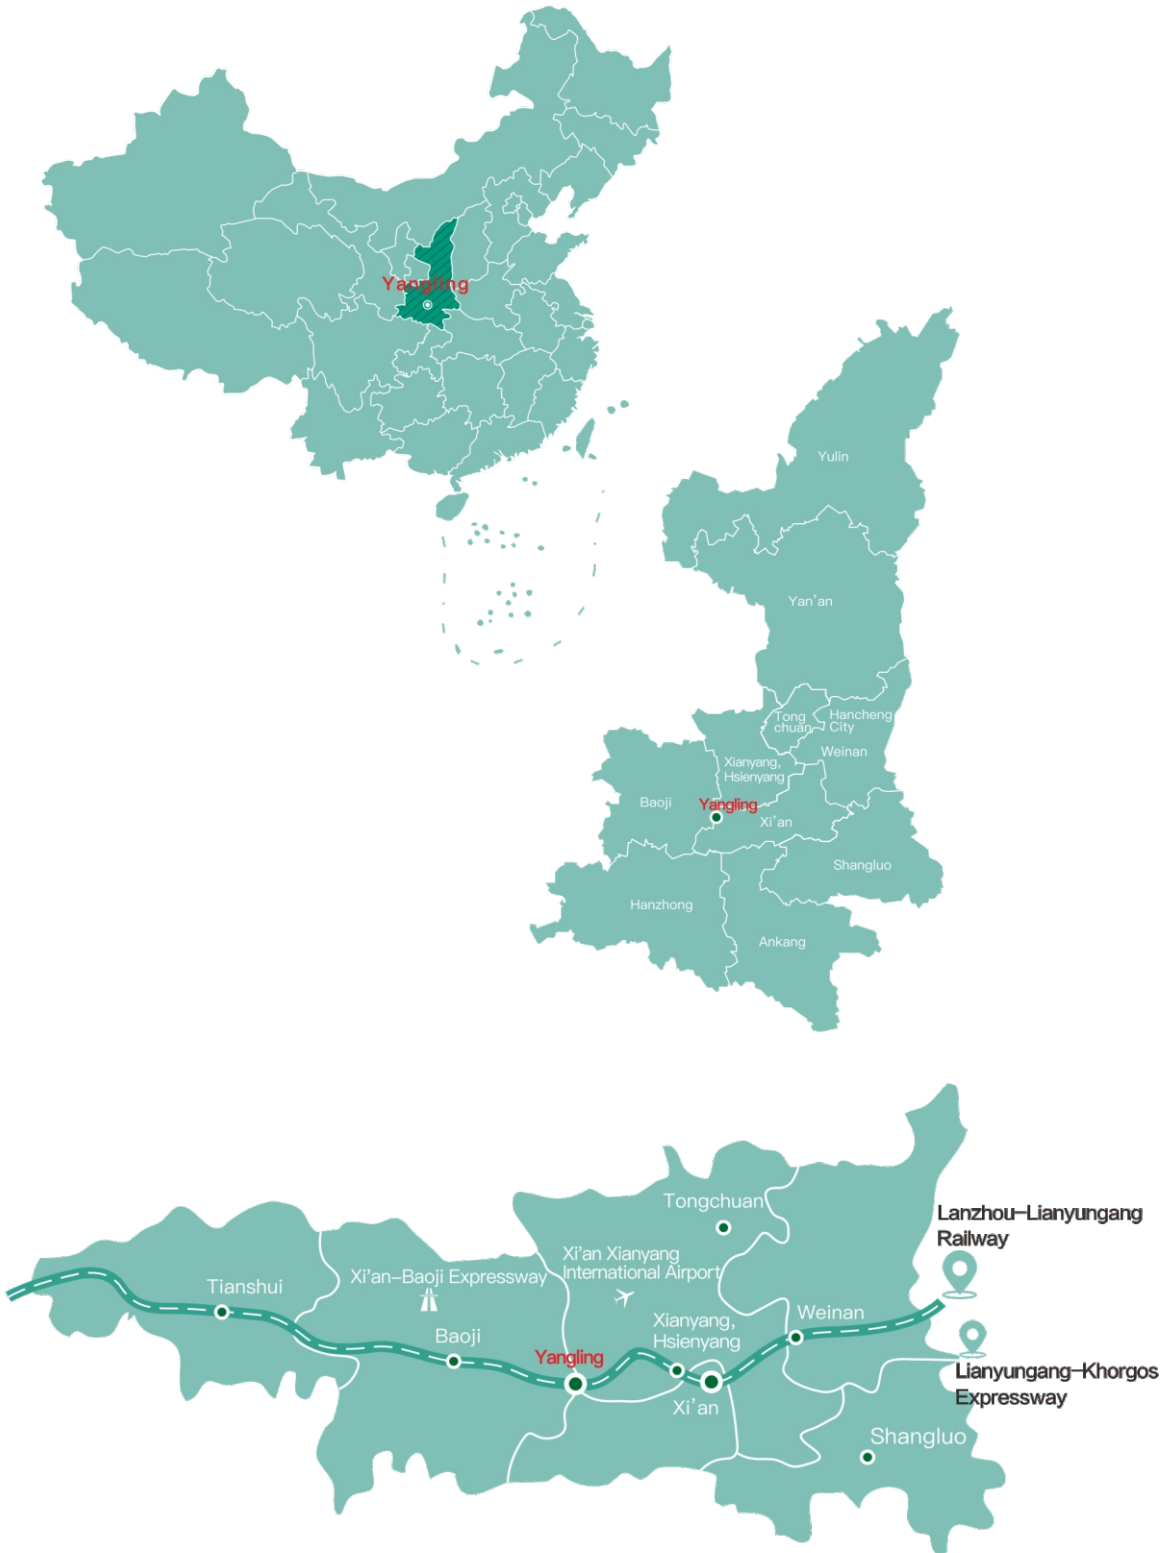 Yangling
Yulin
Yan'an
Tong
chuan
Hancheng
City
Weinan
Xianyang,
Hsienyang
Baoji
Yangling
Xi'an
Shangluo
Hanzhong
Ankang
Tongchuan
Lanzhou-Lianyungang
Railway
Xi'an Xianyang
International Airport
Xi'an-Baoji Expressway
Tianshui
Xianyang,
Hsienyang
Weinan
Baoji
Yangling
Lianyungang-Khorgos
Expressway
Xi'an
Shangluo